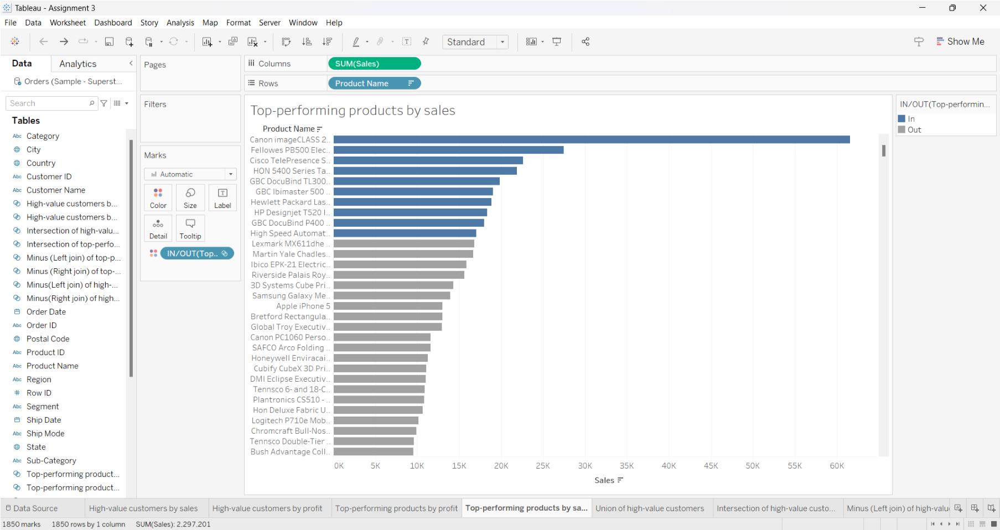 Tableau - Assignment 3
File Data Worksheet Dashboard Story Analysis Map Format Server Window Help
Standard
Show Me
Data Analytics
Orders (Sample - Superst...
Search
Tables
Abc Category
City
Country
Abc Customer ID
Abc Customer Name
High-value customers b...
High-value customers b...
Intersection of high-valu...
Intersection of top-perfo...
Minus (Left join) of top-p...
Minus (Right join) of top-...
Minus(Left join) of high-...
Minus(Right join) of high...
Order Date
Abc Order ID
Postal Code
Abc Product ID
Abc Product Name
Abc Region
# Row ID
Abc Segment
Ship Date
Abc Ship Mode
State
Abc Sub-Category
Top-performing product...
Top-performing product...
Pages
Filters
Marks
Automatic
Color Size Label
Detail Tooltip
IN/OUT(Top..
Columns SUM(Sales)
Rows Product Name
Top-performing products by sales
Product Name
Canon imageCLASS 2..
Fellowes PB500 Elec..
Cisco TelePresence S..
HON 5400 Series Ta..
GBC DocuBind TL300..
GBC Ibimaster 500 ..
Hewlett Packard Las..
HP Designjet T520 I..
GBC DocuBind P400 ..
High Speed Automat..
Lexmark MX611dhe ..
Martin Yale Chadles..
Ibico EPK-21 Electric..
Riverside Palais Roy..
3D Systems Cube Pri..
Samsung Galaxy Me..
Apple iPhone 5
Bretford Rectangula..
Global Troy Executiv..
Canon PC1060 Perso..
SAFCO Arco Folding ..
Honeywell Enviracai..
Cubify CubeX 3D Pri..
DMI Eclipse Executiv..
Tennsco 6- and 18-C..
Plantronics CS510 - ..
Hon Deluxe Fabric U..
Logitech P710e Mob..
Chromcraft Bull-Nos..
Tennsco Double-Tier ..
Bush Advantage Coll..
0K 5K 10K 15K 20K 25K 30K 35K 40K 45K 50K 55K 60K
Sales
IN/OUT(Top-performin...
In
Out
Data Source High-value customers by sales High-value customers by profit Top-performing products by profit Top-performing products by sa... Union of high-value customers Intersection of high-value custo... Minus (Left join) of high-valu
1850 marks 1850 rows by 1 column SUM(Sales): 2,297,201